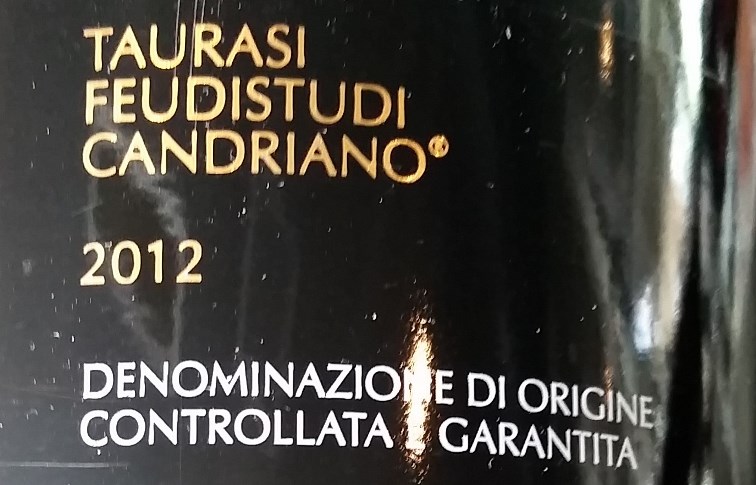 TAURASI
FEUDISTUDI
CANDRIANO®
2012
DENOMINAZIONE DI ORIGINE
CONTROLLATA E GARANTITA